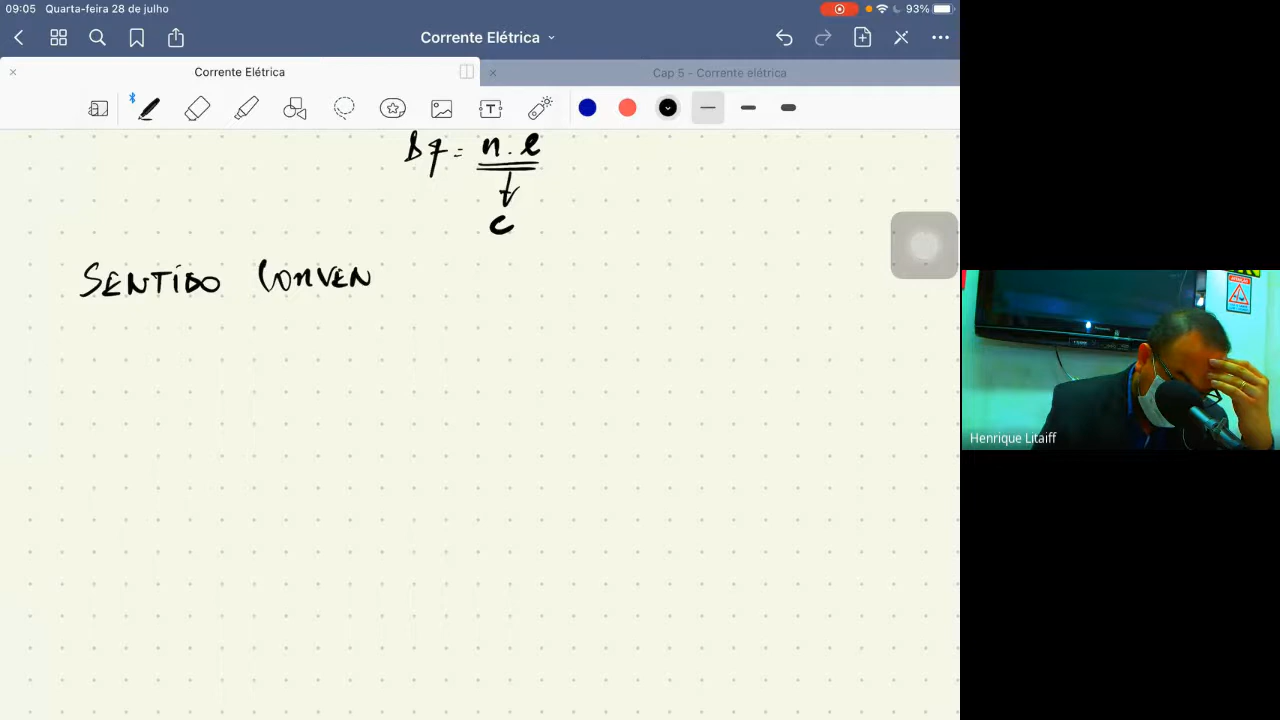 09:05 Quarta-feira 28 de julho 93%
Corrente Elétrica
Corrente Elétrica
Cap 5 - Corrente elétrica
Δq = n.e
C
SENTIDO CONVEN
Panasonic
Henrique Litaiff